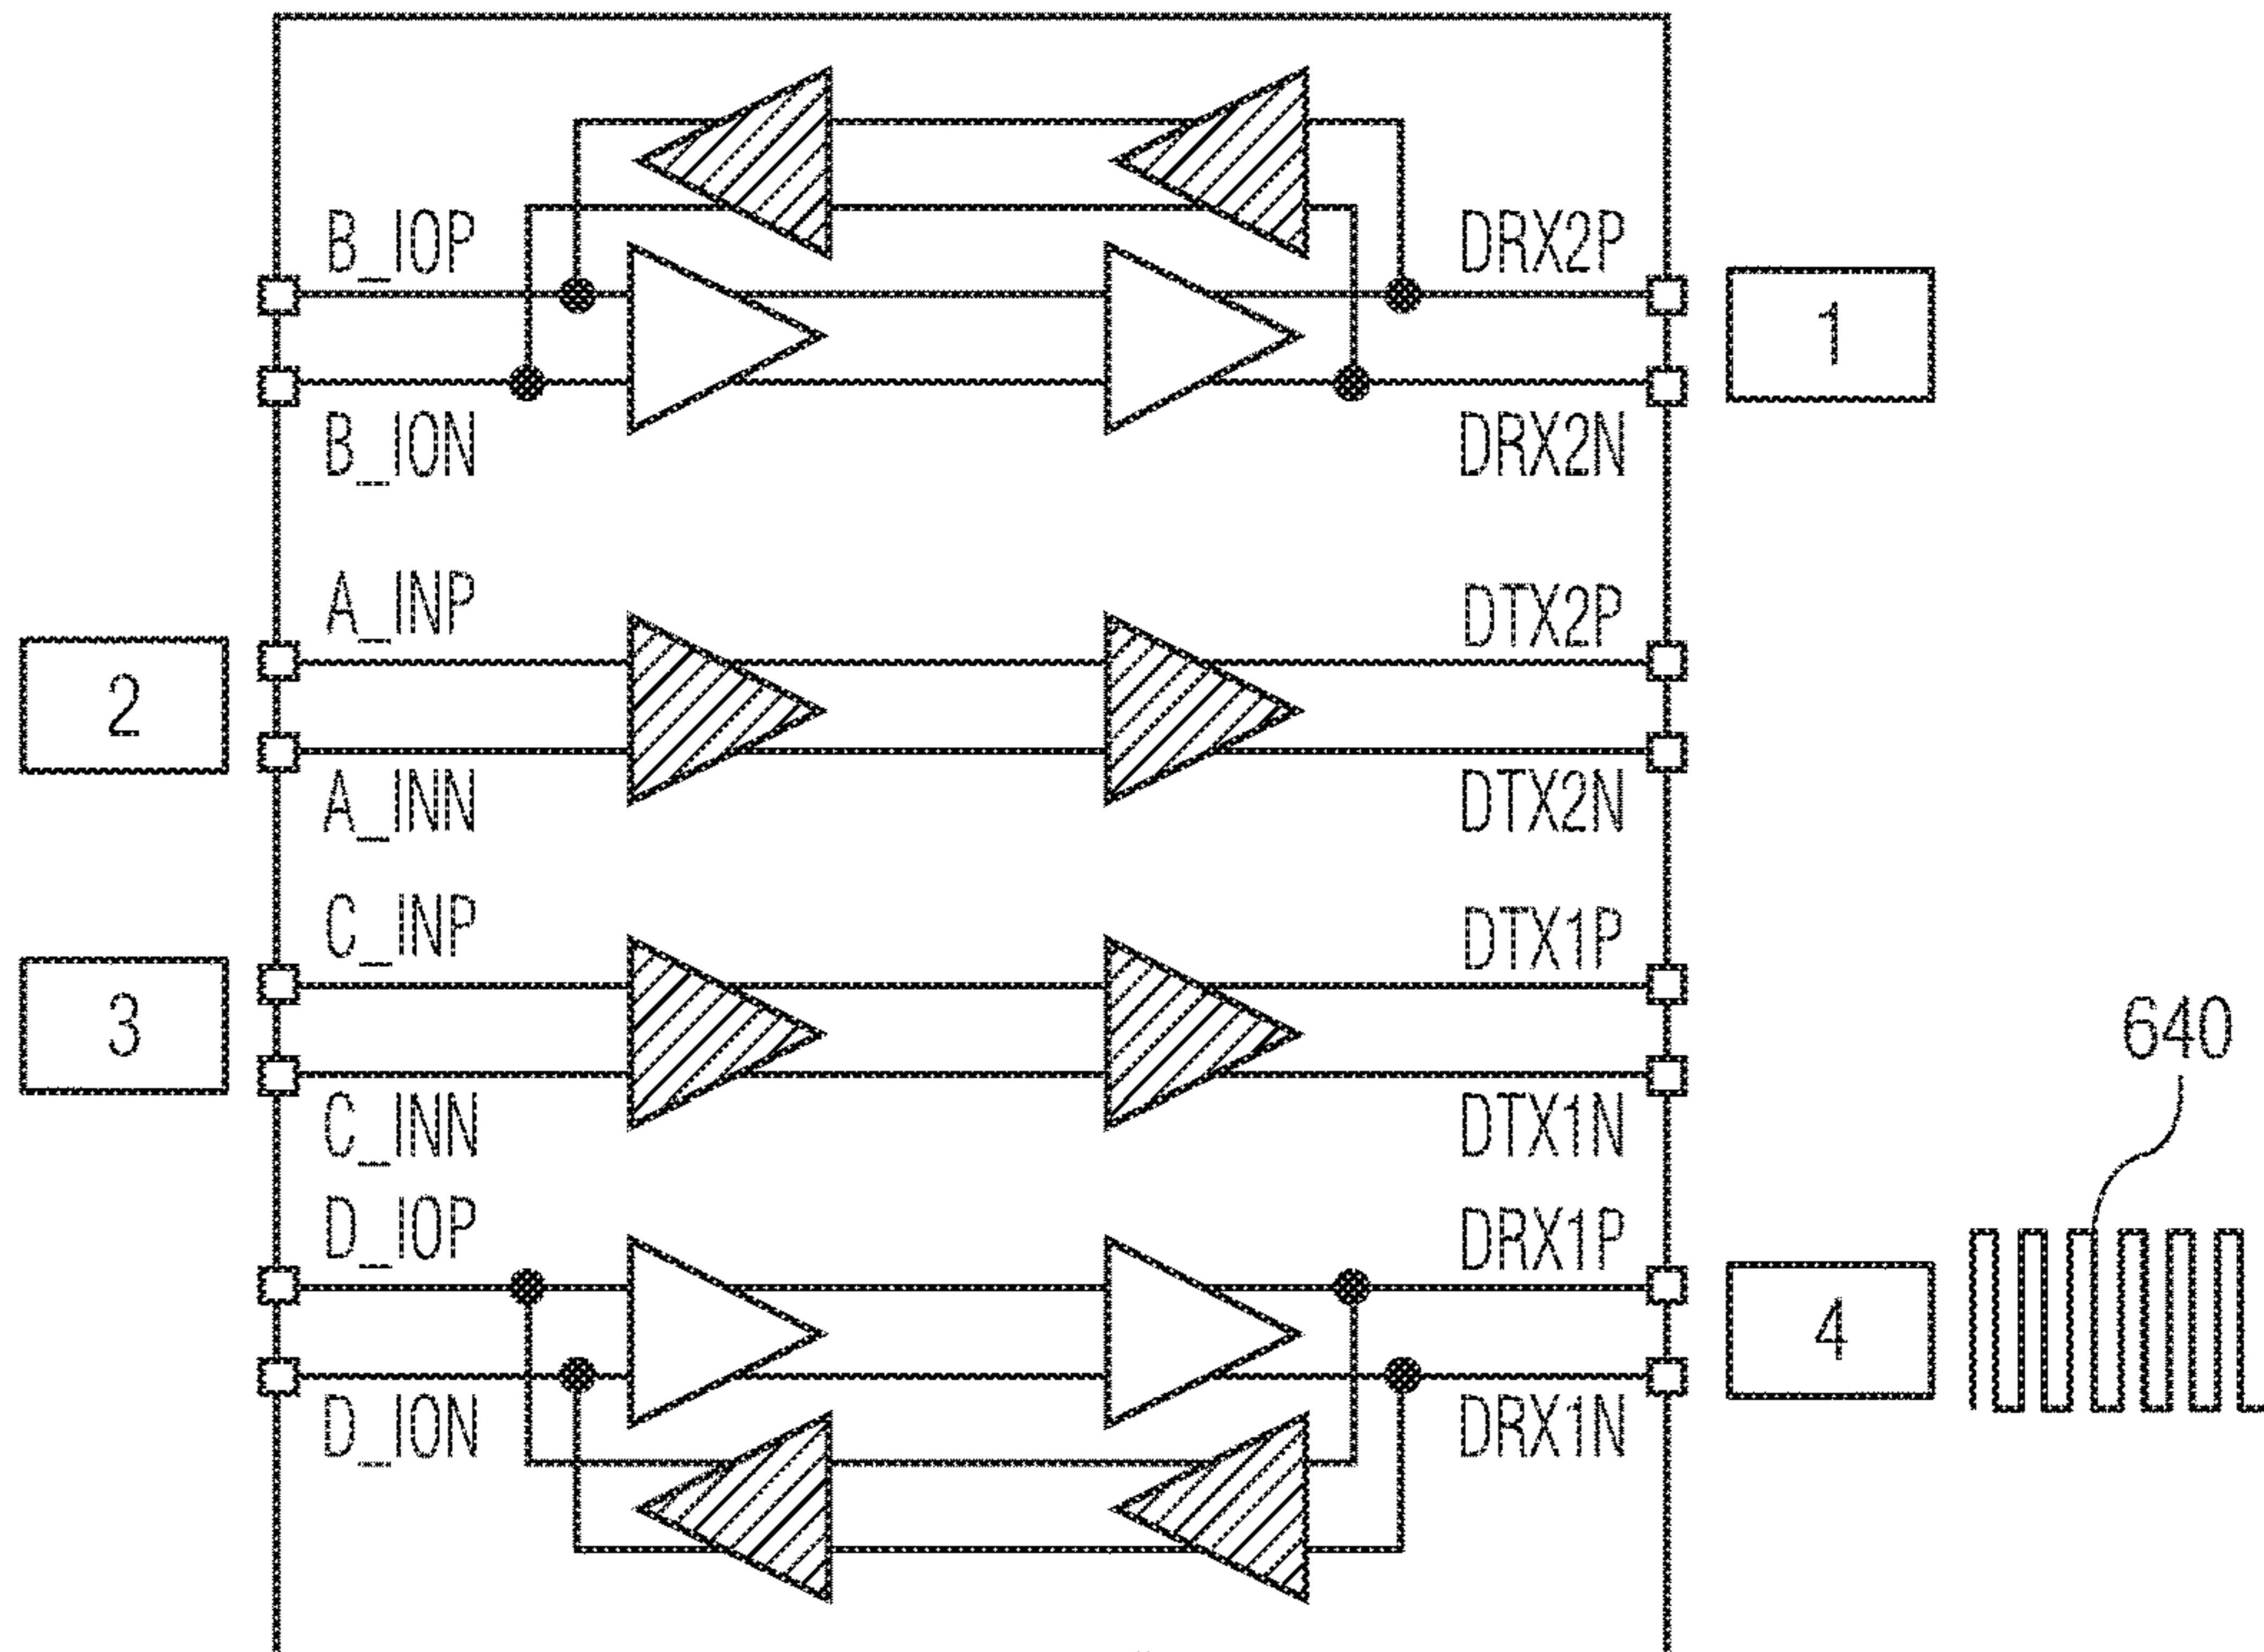 B_IOP DRX2P
1
B_ION DRX2N
A_INP DTX2P
2
A_INN DTX2N
C_INP DTX1P
3 640
C_INN DTX1N
D_IOP DRX1P
4
D_ION DRX1N